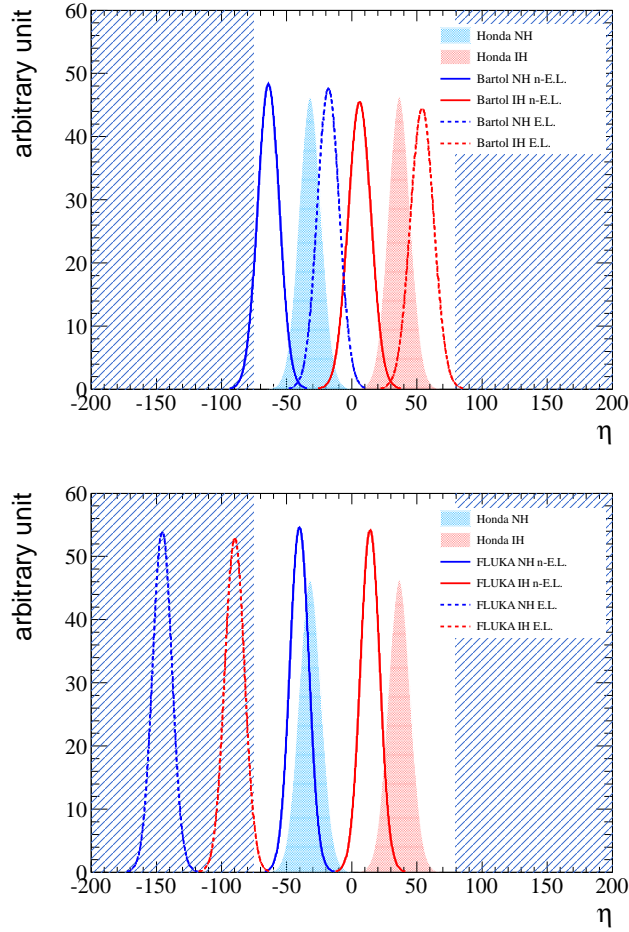 arbitrary unit
60
50
40
30
20
10
0
Honda NH
Honda IH
Bartol NH n-E.L.
Bartol IH n-E.L.
Bartol NH E.L.
Bartol IH E.L.
-200 -150 -100 -50 0 50 100 150 200
η
arbitrary unit
60
50
40
30
20
10
0
Honda NH
Honda IH
FLUKA NH n-E.L.
FLUKA IH n-E.L.
FLUKA NH E.L.
FLUKA IH E.L.
-200 -150 -100 -50 0 50 100 150 200
η